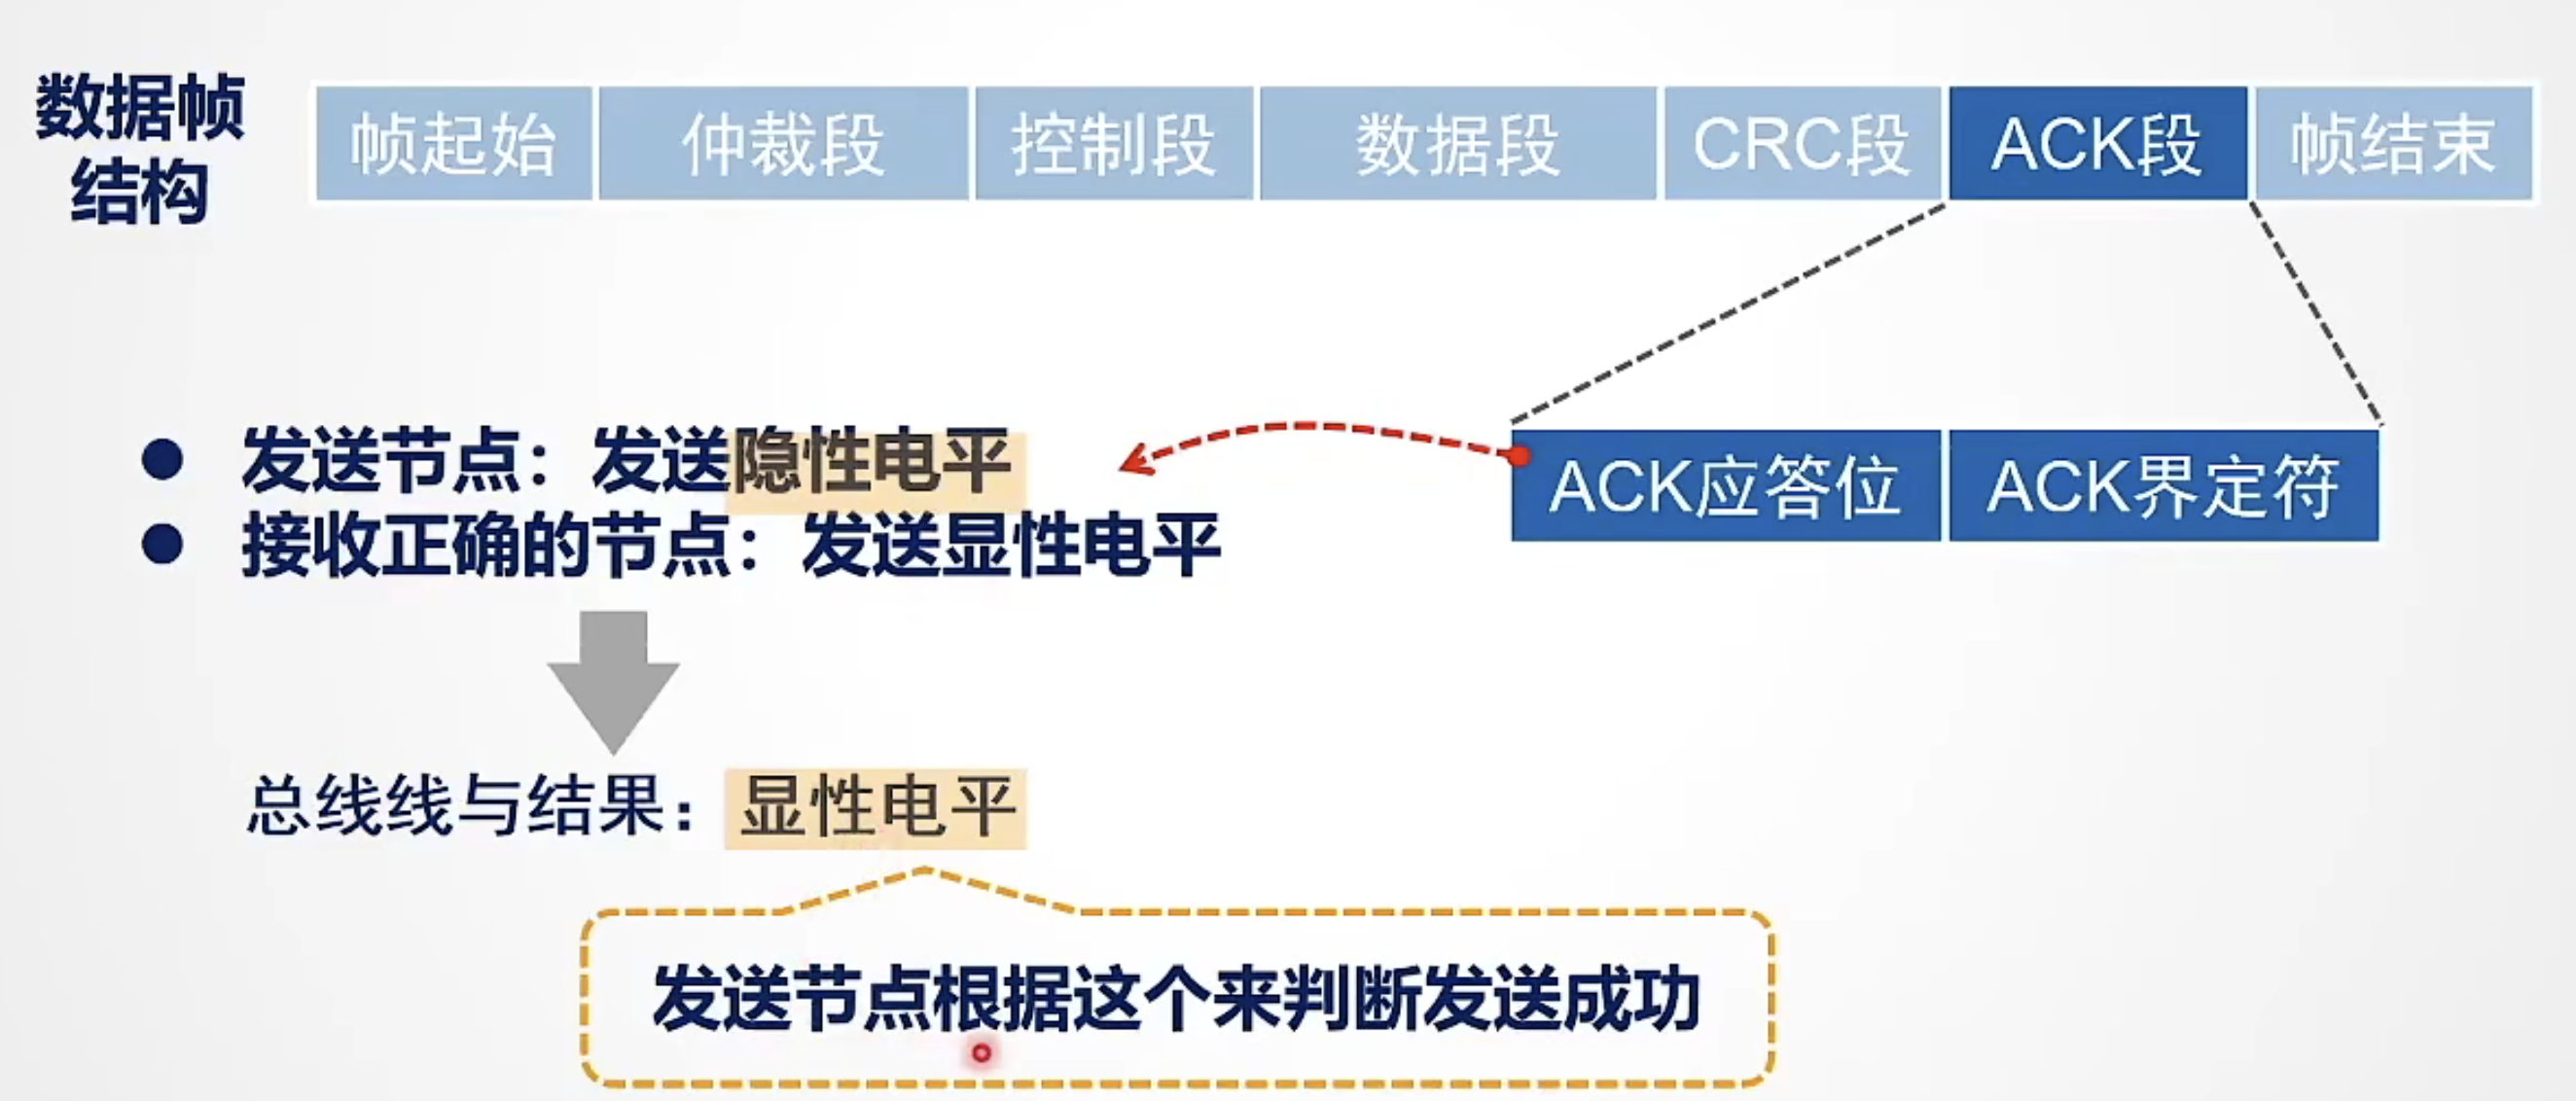 数据帧
结构
帧起始
仲裁段
控制段
数据段
CRC段
ACK段
帧结束
发送节点：发送隐性电平
接收正确的节点：发送显性电平
ACK应答位
ACK界定符
总线线与结果：显性电平
发送节点根据这个来判断发送成功